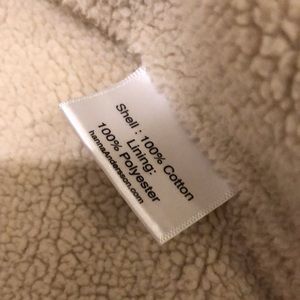 Shell : 100% Cotton
Lining:
100% Polyester
hannaAndersson.com